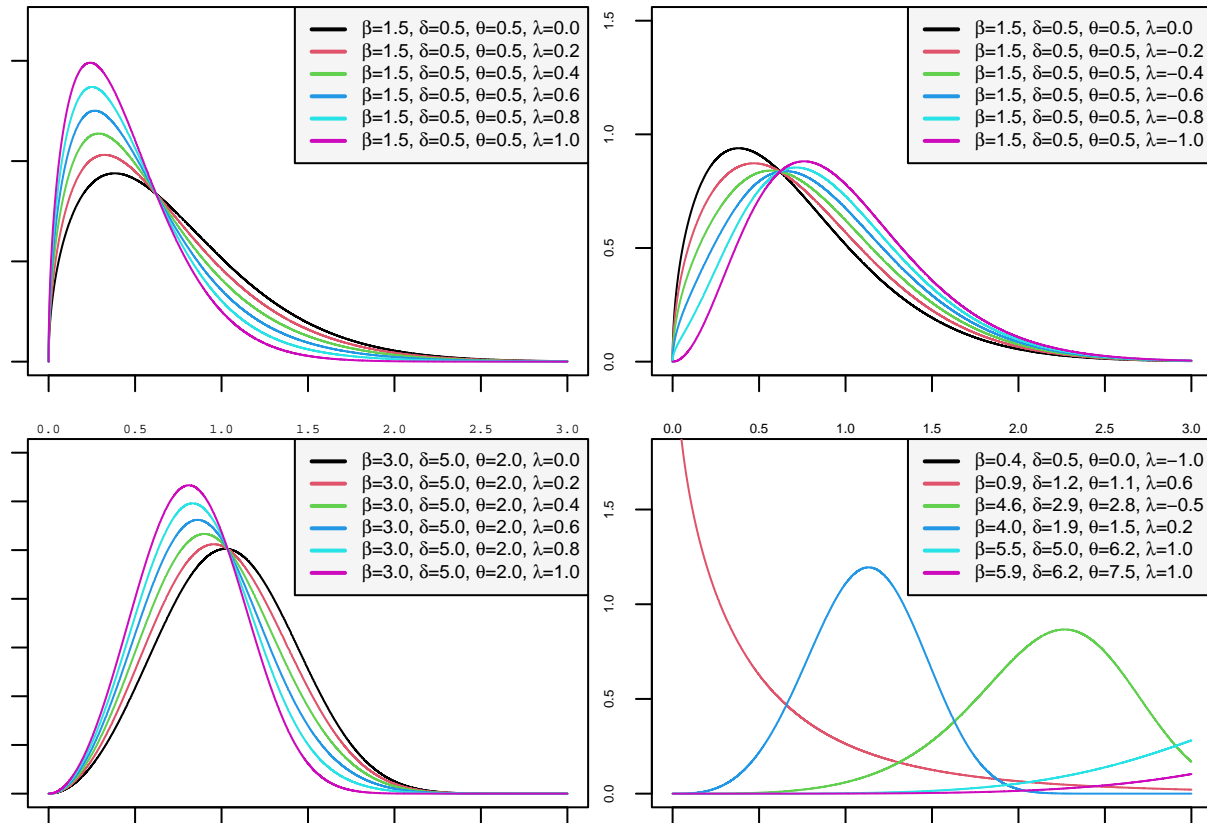 β=1.5, δ=0.5, θ=0.5, λ=0.0
β=1.5, δ=0.5, θ=0.5, λ=0.2
β=1.5, δ=0.5, θ=0.5, λ=0.4
β=1.5, δ=0.5, θ=0.5, λ=0.6
β=1.5, δ=0.5, θ=0.5, λ=0.8
β=1.5, δ=0.5, θ=0.5, λ=1.0
1.5
1.0
0.5
0.0
β=1.5, δ=0.5, θ=0.5, λ=0.0
β=1.5, δ=0.5, θ=0.5, λ=−0.2
β=1.5, δ=0.5, θ=0.5, λ=−0.4
β=1.5, δ=0.5, θ=0.5, λ=−0.6
β=1.5, δ=0.5, θ=0.5, λ=−0.8
β=1.5, δ=0.5, θ=0.5, λ=−1.0
0.0 0.5 1.0 1.5 2.0 2.5 3.0
β=3.0, δ=5.0, θ=2.0, λ=0.0
β=3.0, δ=5.0, θ=2.0, λ=0.2
β=3.0, δ=5.0, θ=2.0, λ=0.4
β=3.0, δ=5.0, θ=2.0, λ=0.6
β=3.0, δ=5.0, θ=2.0, λ=0.8
β=3.0, δ=5.0, θ=2.0, λ=1.0
0.0 0.5 1.0 1.5 2.0 2.5 3.0
1.5
1.0
0.5
0.0
β=0.4, δ=0.5, θ=0.0, λ=−1.0
β=0.9, δ=1.2, θ=1.1, λ=0.6
β=4.6, δ=2.9, θ=2.8, λ=−0.5
β=4.0, δ=1.9, θ=1.5, λ=0.2
β=5.5, δ=5.0, θ=6.2, λ=1.0
β=5.9, δ=6.2, θ=7.5, λ=1.0